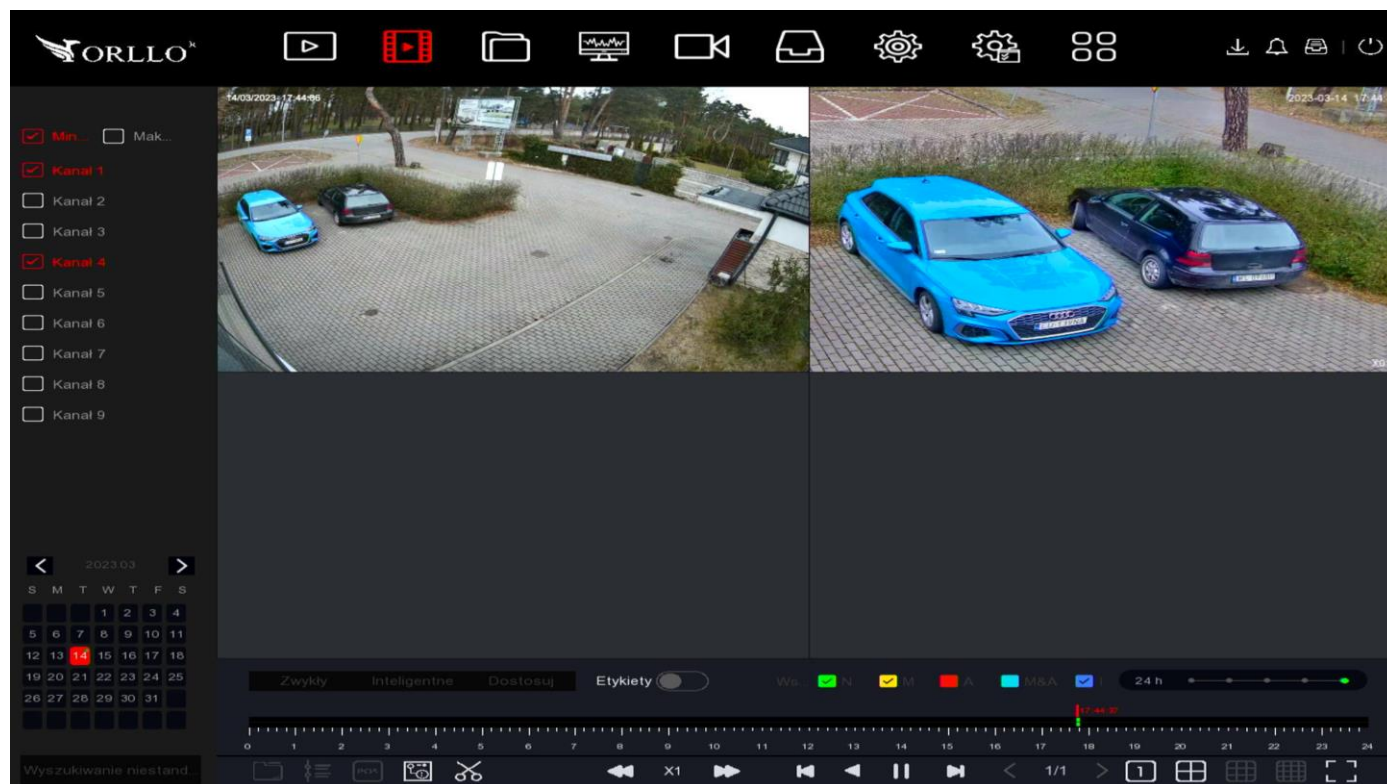 ORLLO
Min... Mak...
Kanał 1
Kanał 2
Kanał 3
Kanał 4
Kanał 5
Kanał 6
Kanał 7
Kanał 8
Kanał 9
14/03/2023 17:44:06
2023-03-14 17:44
X0
2023.03
S M T W T F S
1 2 3 4
5 6 7 8 9 10 11
12 13 14 15 16 17 18
19 20 21 22 23 24 25
26 27 28 29 30 31
Wyszukiwanie niestand...
Zwykły Inteligentne Dostosuj Etykiety Ws... N M A M&A I 24 h
17:44:37
0 1 2 3 4 5 6 7 8 9 10 11 12 13 14 15 16 17 18 19 20 21 22 23 24
POS X1 1/1 1